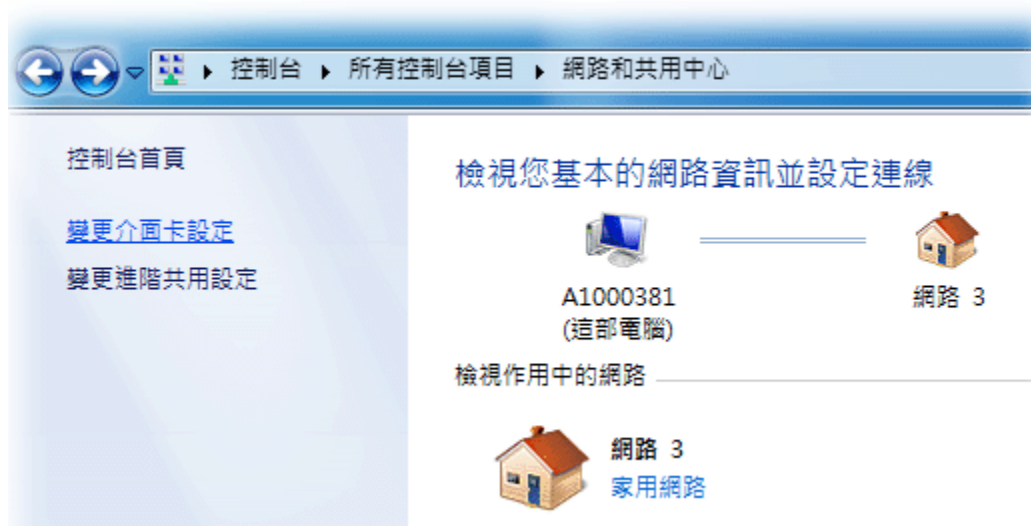 控制台 ▸ 所有控制台項目 ▸ 網路和共用中心
控制台首頁
變更介面卡設定
變更進階共用設定
檢視您基本的網路資訊並設定連線
A1000381
(這部電腦)
網路 3
檢視作用中的網路
網路 3
家用網路